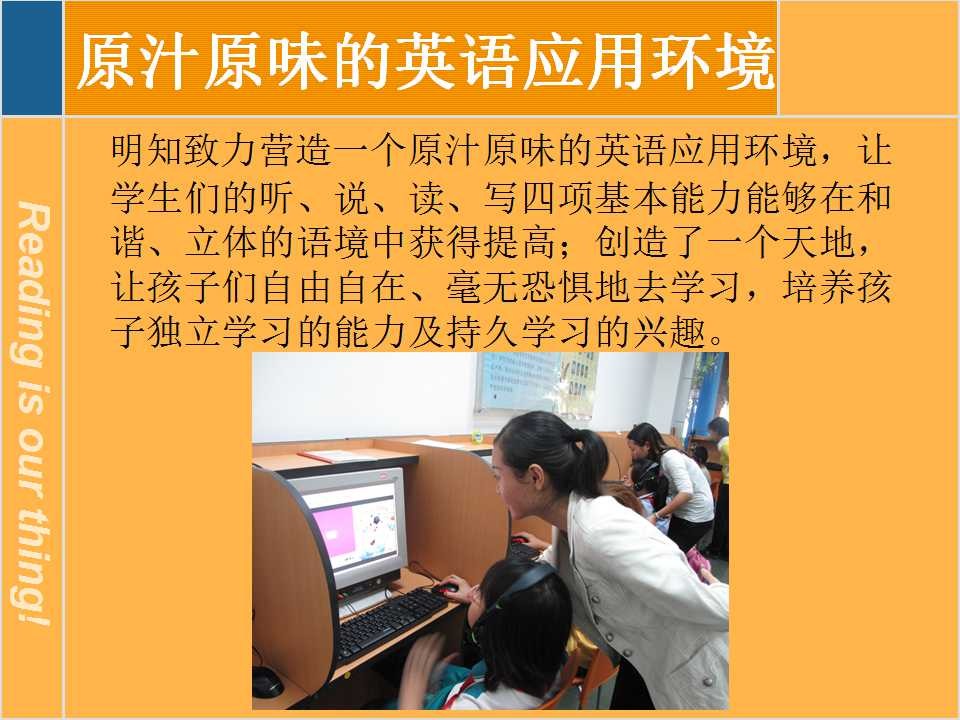 原汁原味的英语应用环境
明知致力营造一个原汁原味的英语应用环境，让
学生们的听、说、读、写四项基本能力能够在和
谐、立体的语境中获得提高；创造了一个天地，
让孩子们自由自在、毫无恐惧地去学习，培养孩
子独立学习的能力及持久学习的兴趣。
Reading is our thing!